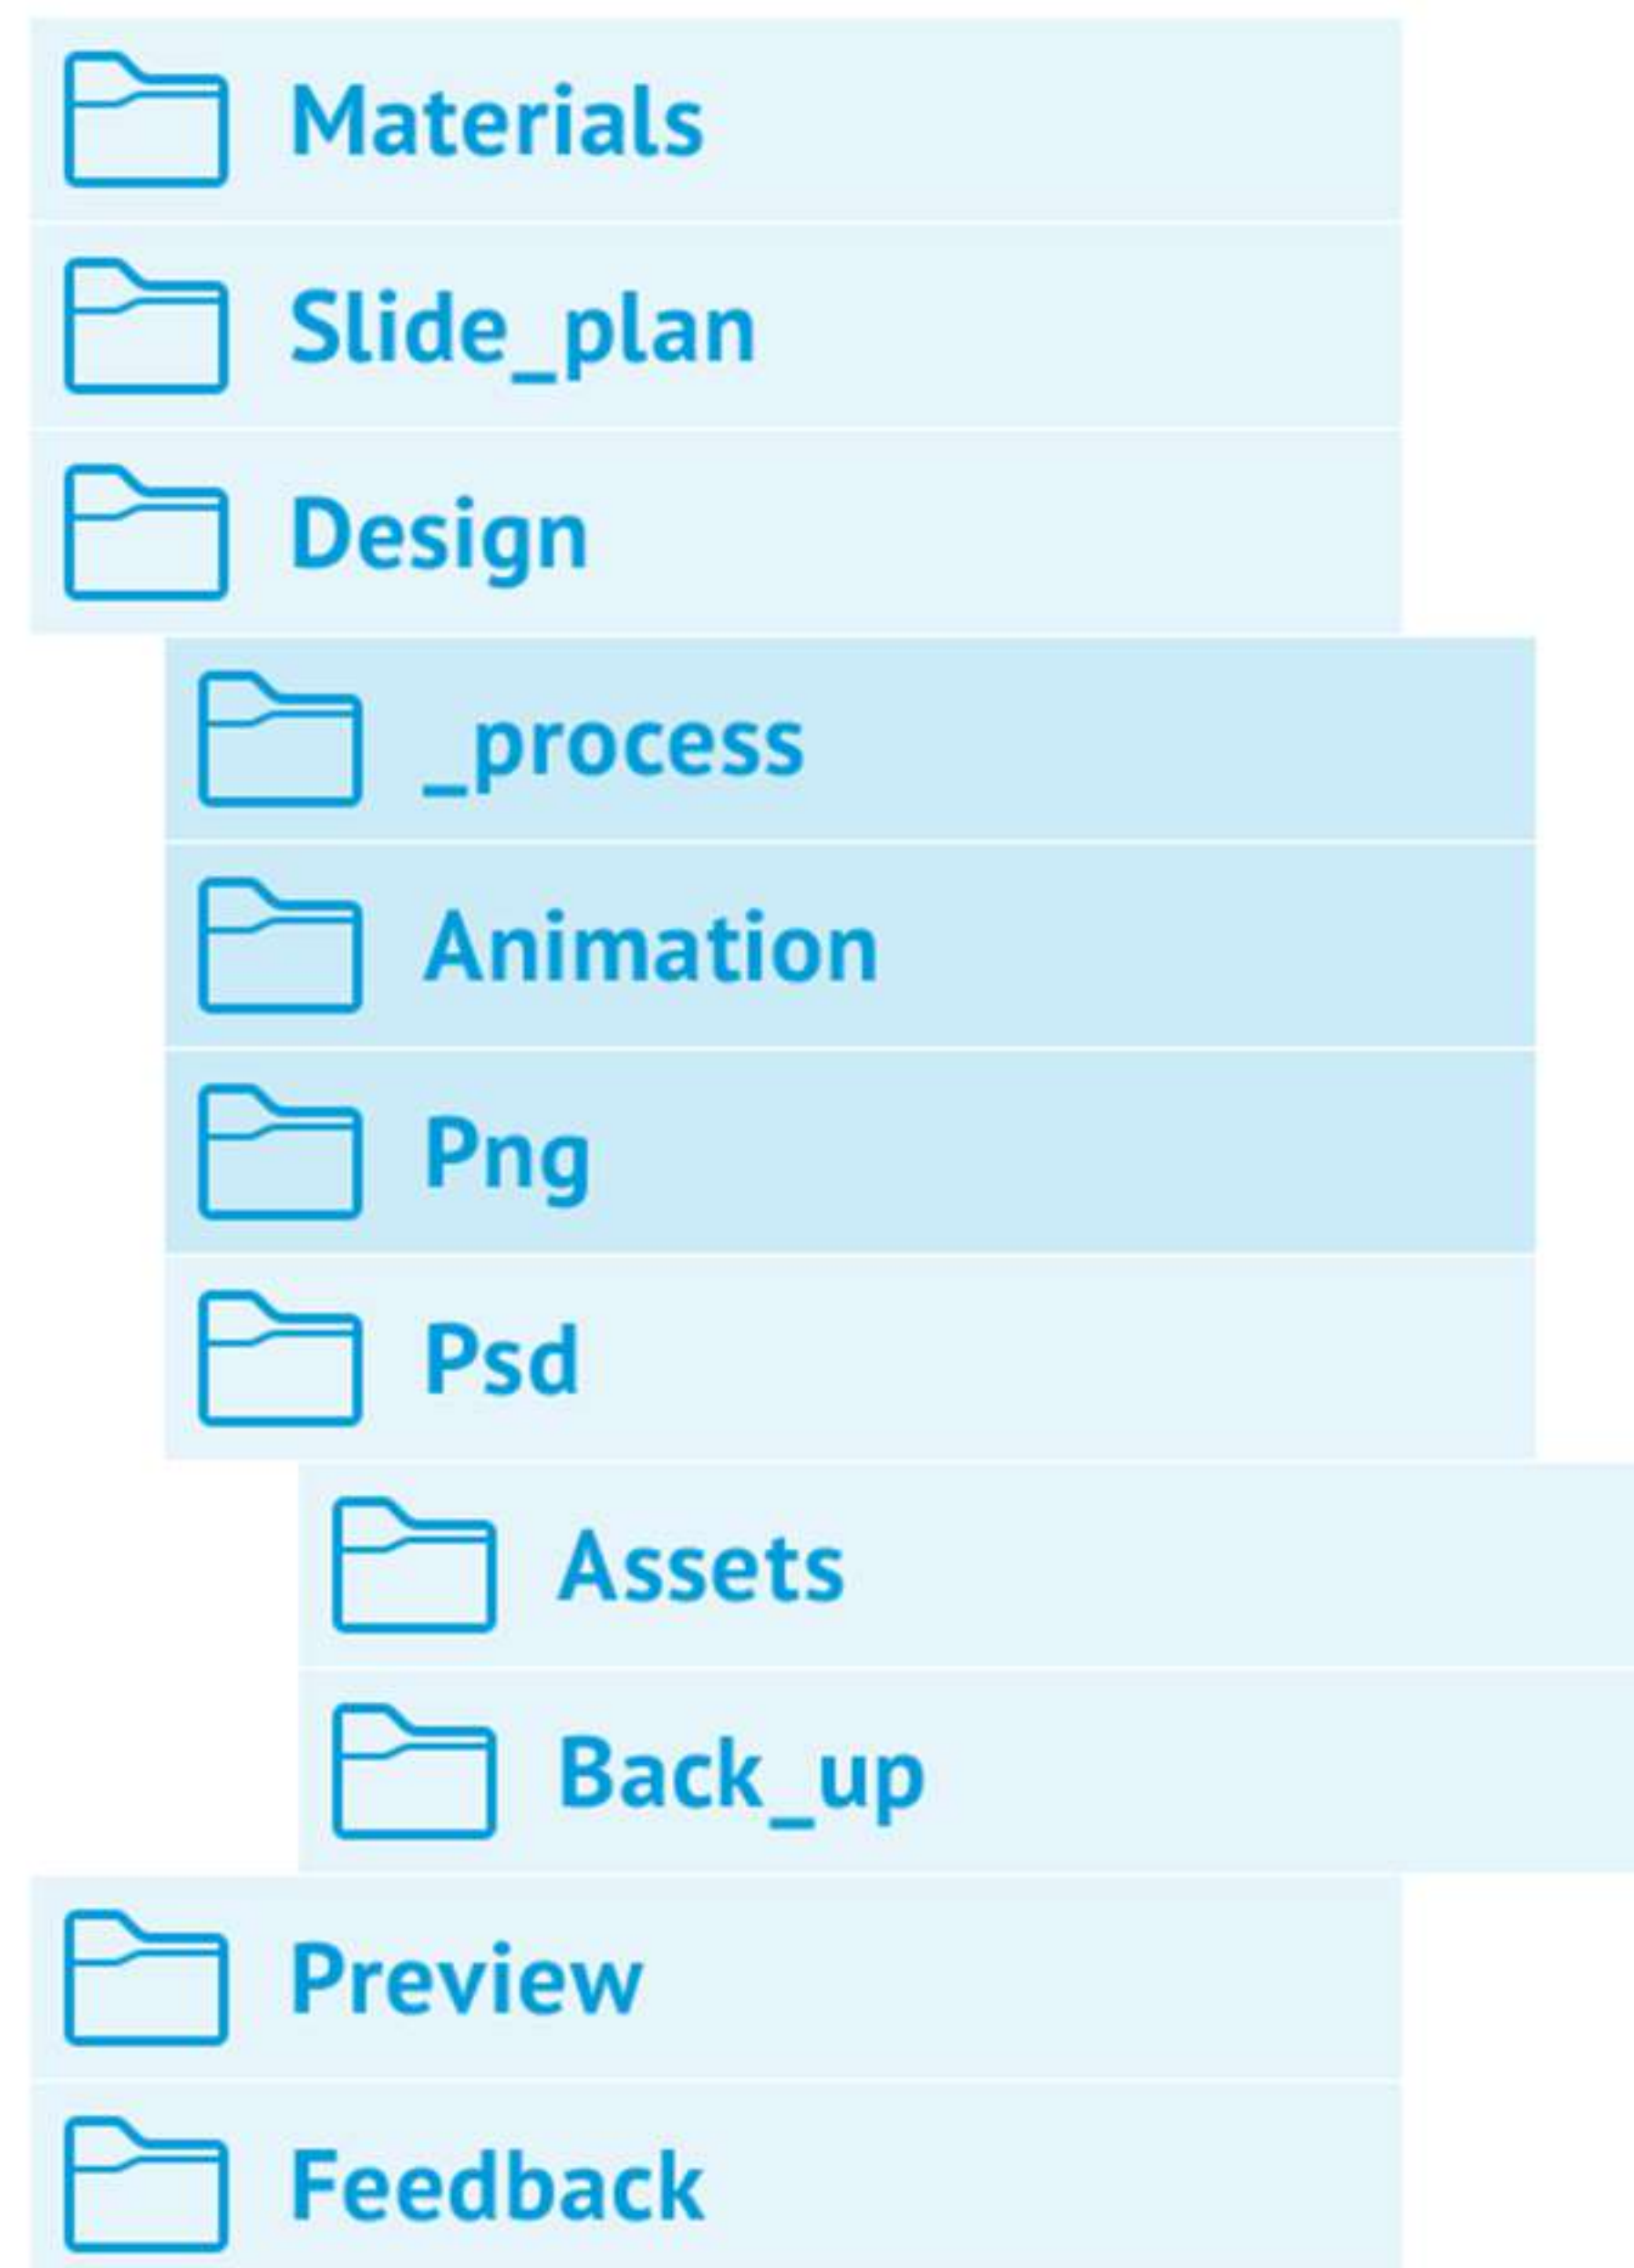 Materials
Slide_plan
Design
_process
Animation
Png
Psd
Assets
Back_up
Preview
Feedback